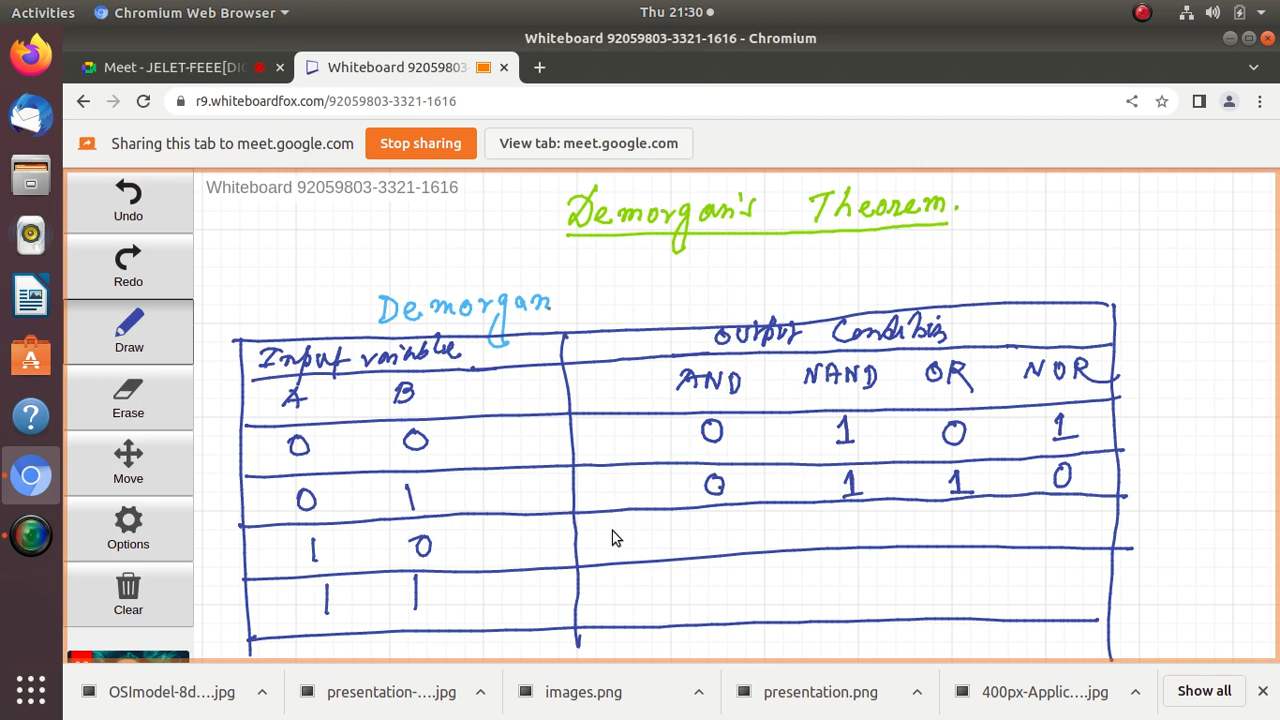 Activities Chromium Web Browser Thu 21:30
Whiteboard 92059803-3321-1616 - Chromium
Meet - JELET-FEEE[DIC Whiteboard 92059803-
r9.whiteboardfox.com/92059803-3321-1616
Sharing this tab to meet.google.com Stop sharing View tab: meet.google.com
Whiteboard 92059803-3321-1616
Undo
Redo
Draw
Erase
Move
Options
Clear
Demorgan's Theorem.
Demorgan
Input variable Output Condition
A B AND NAND OR NOR
0 0 0 1 0 1
0 1 0 1 1 0
1 0
1 1
OSImodel-8d....jpg presentation-....jpg images.png presentation.png 400px-Applic....jpg Show all